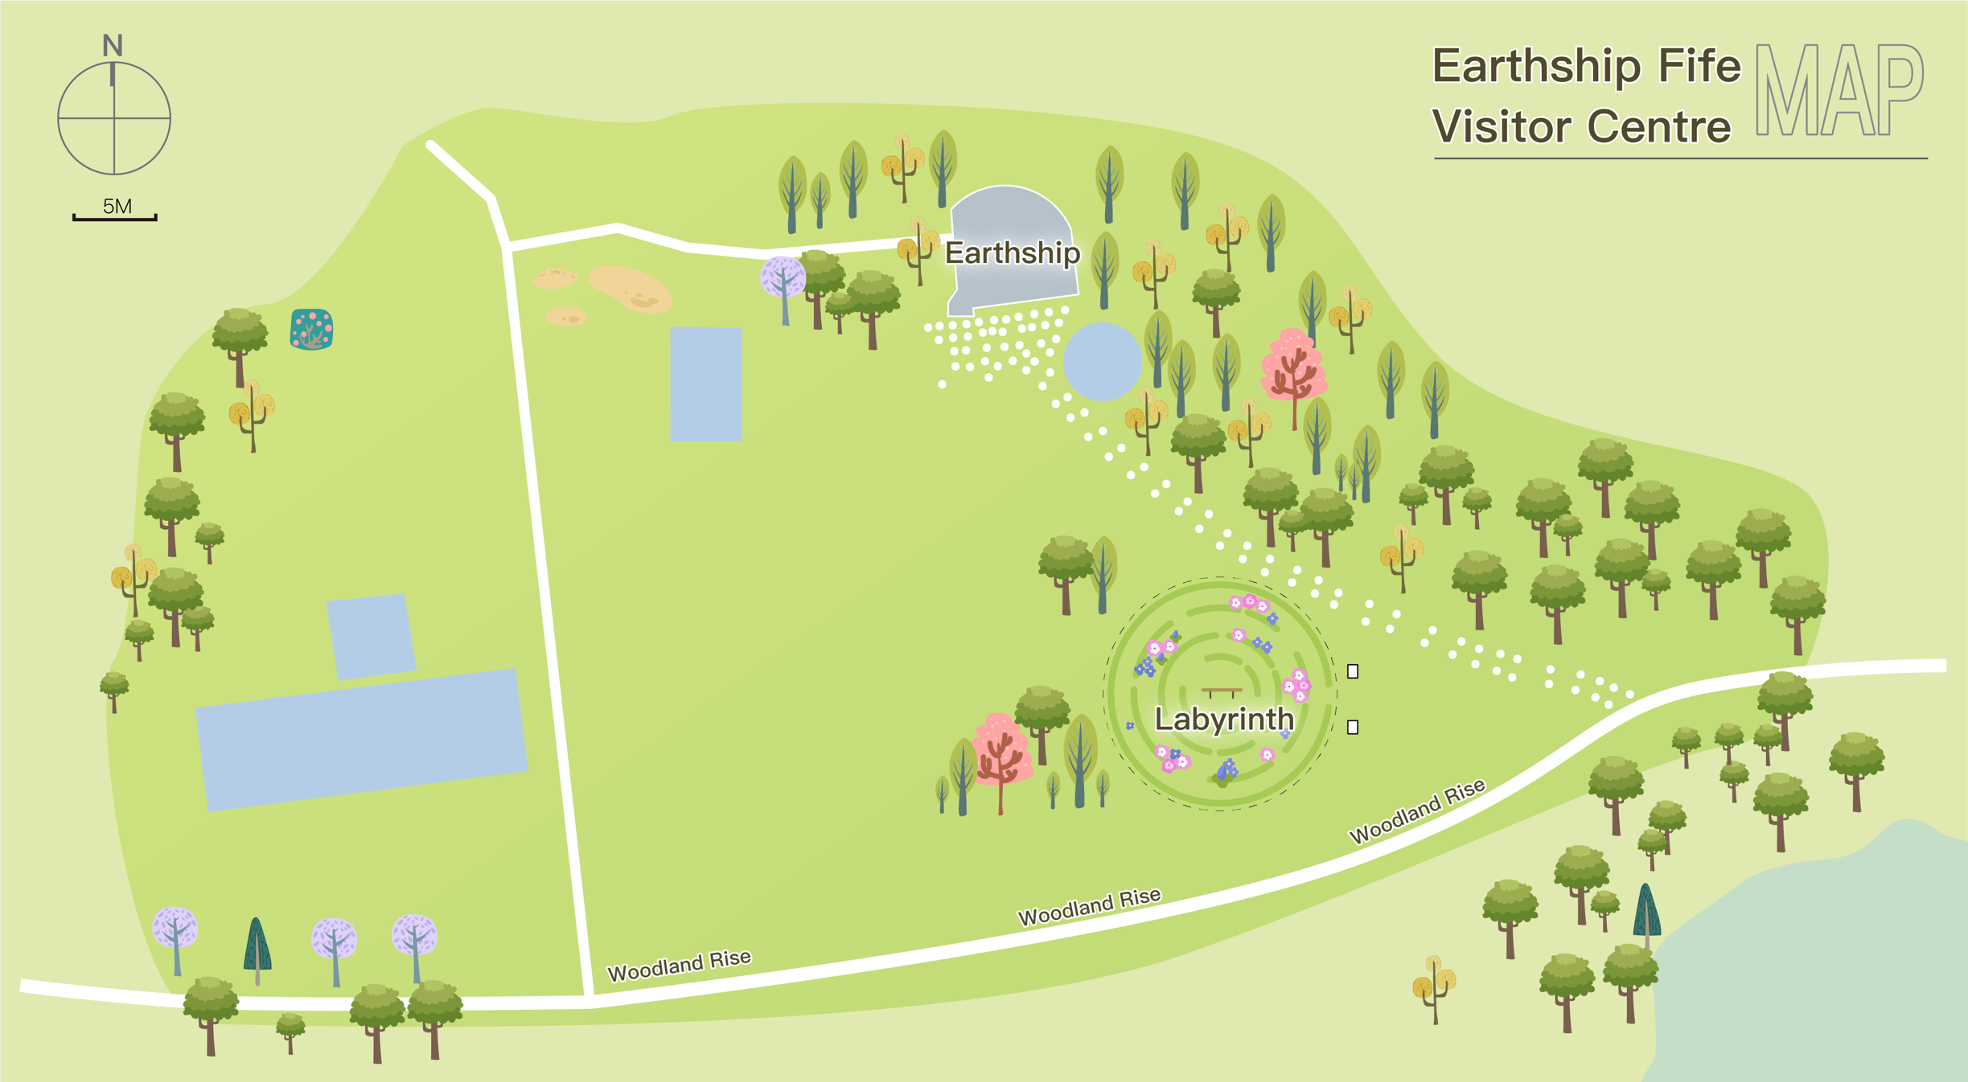 N
5M
Earthship Fife
Visitor Centre
MAP
Earthship
Labyrinth
Woodland Rise
Woodland Rise
Woodland Rise